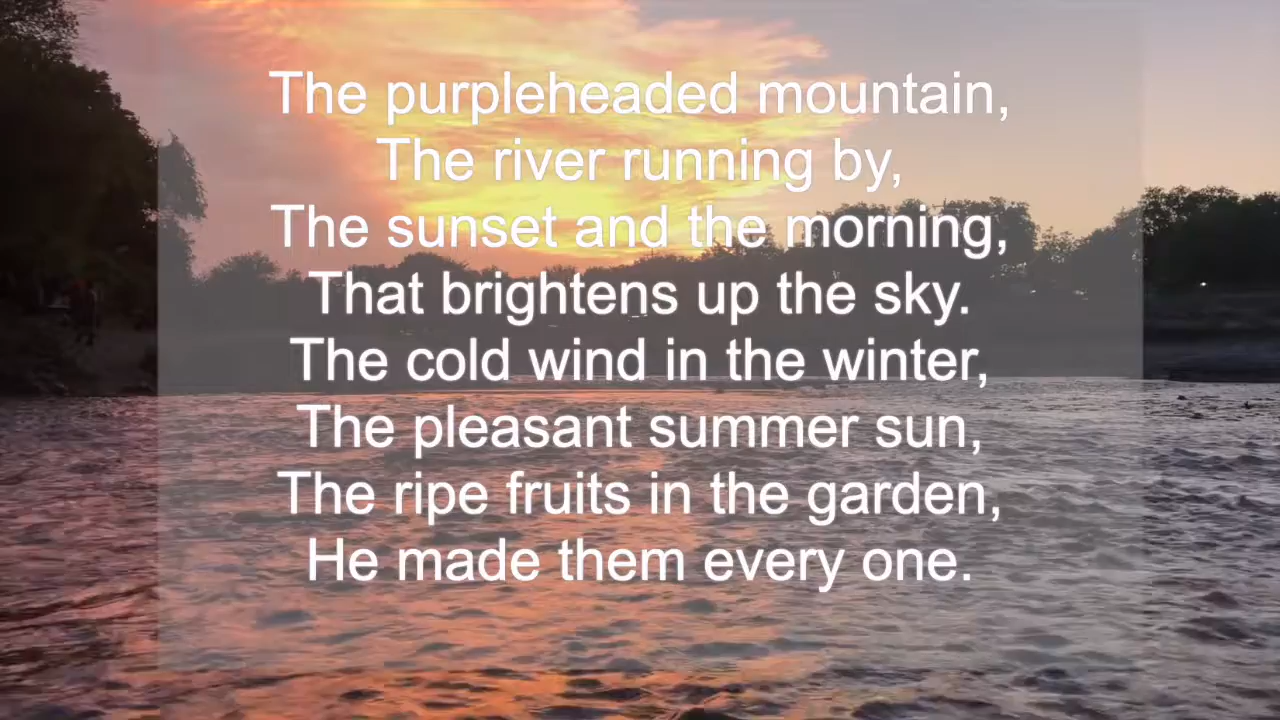 The purpleheaded mountain,
The river running by,
The sunset and the morning,
That brightens up the sky.
The cold wind in the winter,
The pleasant summer sun,
The ripe fruits in the garden,
He made them every one.